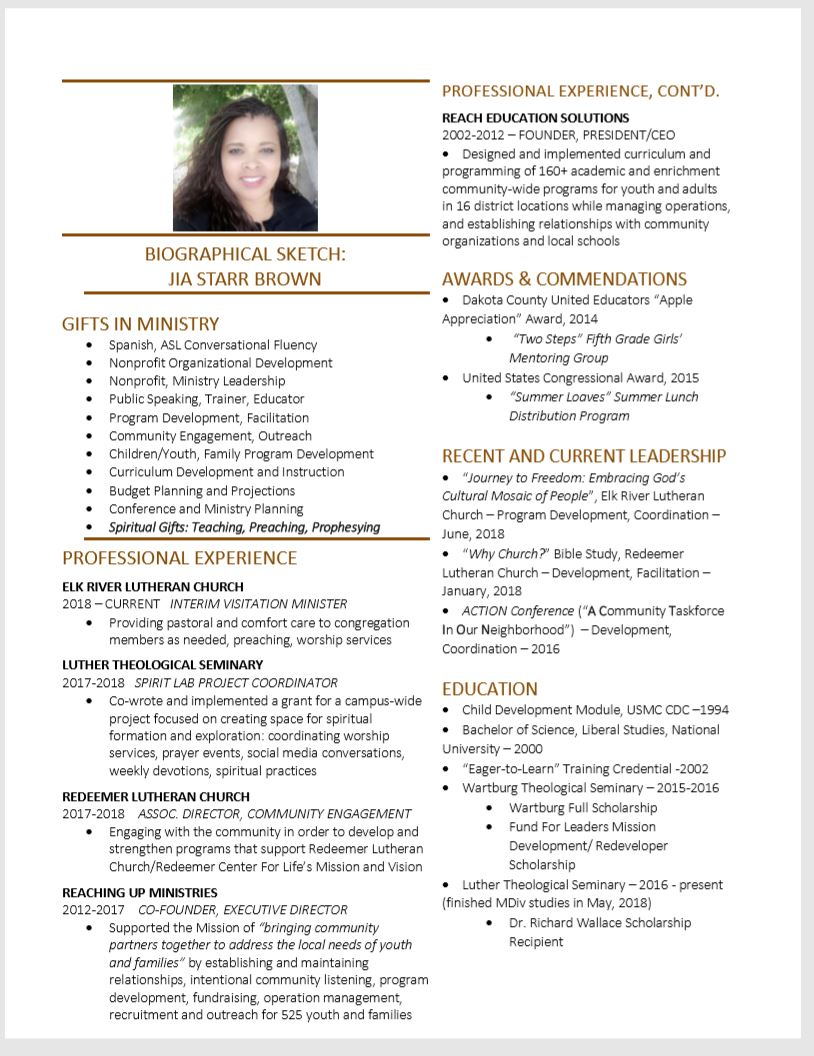 BIOGRAPHICAL SKETCH:
JIA STARR BROWN
GIFTS IN MINISTRY
• Spanish, ASL Conversational Fluency
• Nonprofit Organizational Development
• Nonprofit, Ministry Leadership
• Public Speaking, Trainer, Educator
• Program Development, Facilitation
• Community Engagement, Outreach
• Children/Youth, Family Program Development
• Curriculum Development and Instruction
• Budget Planning and Projections
• Conference and Ministry Planning
• Spiritual Gifts: Teaching, Preaching, Prophesying
PROFESSIONAL EXPERIENCE
ELK RIVER LUTHERAN CHURCH
2018 – CURRENT INTERIM VISITATION MINISTER
• Providing pastoral and comfort care to congregation
members as needed, preaching, worship services
LUTHER THEOLOGICAL SEMINARY
2017-2018 SPIRIT LAB PROJECT COORDINATOR
• Co-wrote and implemented a grant for a campus-wide
project focused on creating space for spiritual
formation and exploration: coordinating worship
services, prayer events, social media conversations,
weekly devotions, spiritual practices
REDEEMER LUTHERAN CHURCH
2017-2018 ASSOC. DIRECTOR, COMMUNITY ENGAGEMENT
• Engaging with the community in order to develop and
strengthen programs that support Redeemer Lutheran
Church/Redeemer Center For Life’s Mission and Vision
REACHING UP MINISTRIES
2012-2017 CO-FOUNDER, EXECUTIVE DIRECTOR
• Supported the Mission of “bringing community
partners together to address the local needs of youth
and families” by establishing and maintaining
relationships, intentional community listening, program
development, fundraising, operation management,
recruitment and outreach for 525 youth and families
PROFESSIONAL EXPERIENCE, CONT’D.
REACH EDUCATION SOLUTIONS
2002-2012 – FOUNDER, PRESIDENT/CEO
• Designed and implemented curriculum and
programming of 160+ academic and enrichment
community-wide programs for youth and adults
in 16 district locations while managing operations,
and establishing relationships with community
organizations and local schools
AWARDS & COMMENDATIONS
• Dakota County United Educators “Apple
Appreciation” Award, 2014
• “Two Steps” Fifth Grade Girls’
Mentoring Group
• United States Congressional Award, 2015
• “Summer Loaves” Summer Lunch
Distribution Program
RECENT AND CURRENT LEADERSHIP
• “Journey to Freedom: Embracing God’s
Cultural Mosaic of People”, Elk River Lutheran
Church – Program Development, Coordination –
June, 2018
• “Why Church?” Bible Study, Redeemer
Lutheran Church – Development, Facilitation –
January, 2018
• ACTION Conference (“A Community Taskforce
In Our Neighborhood”) – Development,
Coordination – 2016
EDUCATION
• Child Development Module, USMC CDC –1994
• Bachelor of Science, Liberal Studies, National
University – 2000
• “Eager-to-Learn” Training Credential -2002
• Wartburg Theological Seminary – 2015-2016
• Wartburg Full Scholarship
• Fund For Leaders Mission
Development/ Redeveloper
Scholarship
• Luther Theological Seminary – 2016 - present
(finished MDiv studies in May, 2018)
• Dr. Richard Wallace Scholarship
Recipient